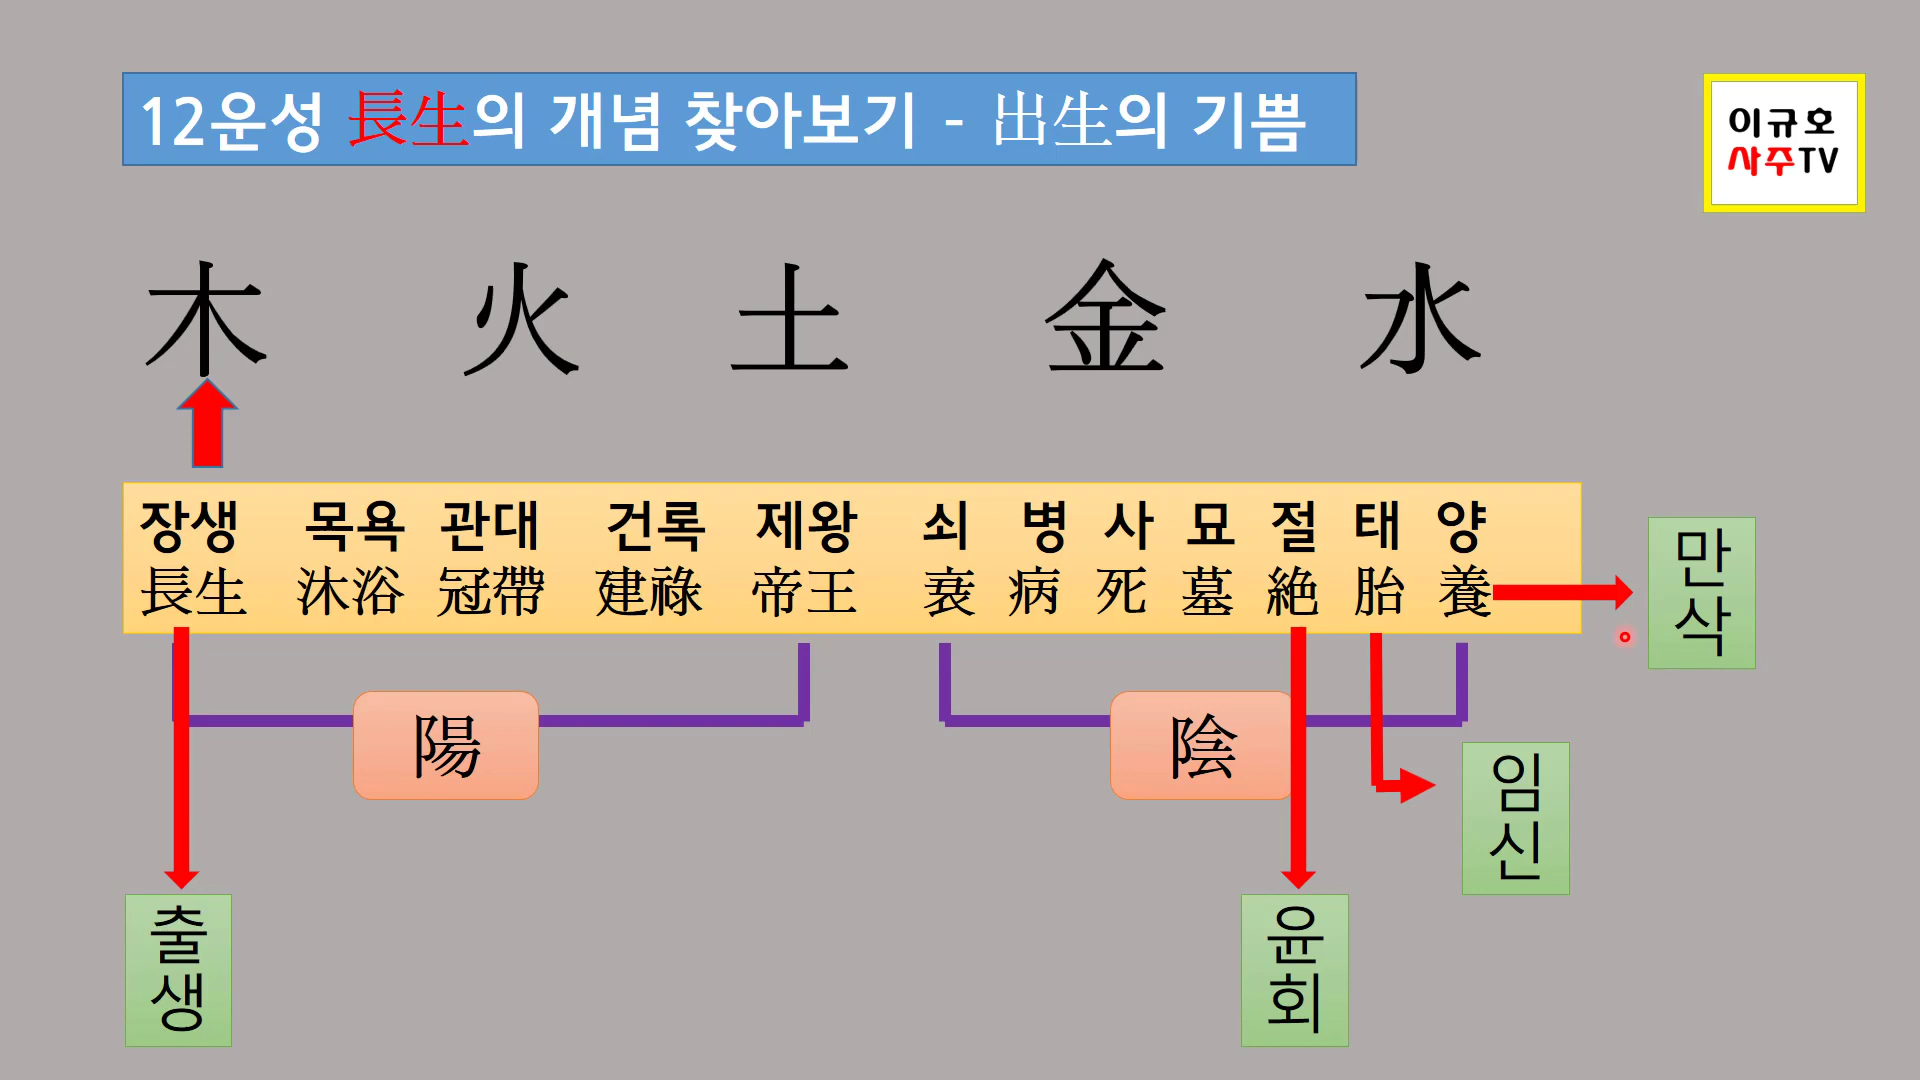 12운성 長生의 개념 찾아보기 - 出生의 기쁨
이규호
사주TV
木 火 土 金 水
장생 목욕 관대 건록 제왕 쇠 병 사 묘 절 태 양
長生 沐浴 冠帶 建祿 帝王 衰 病 死 墓 絶 胎 養
만삭
陽 陰
임신
출생
윤회